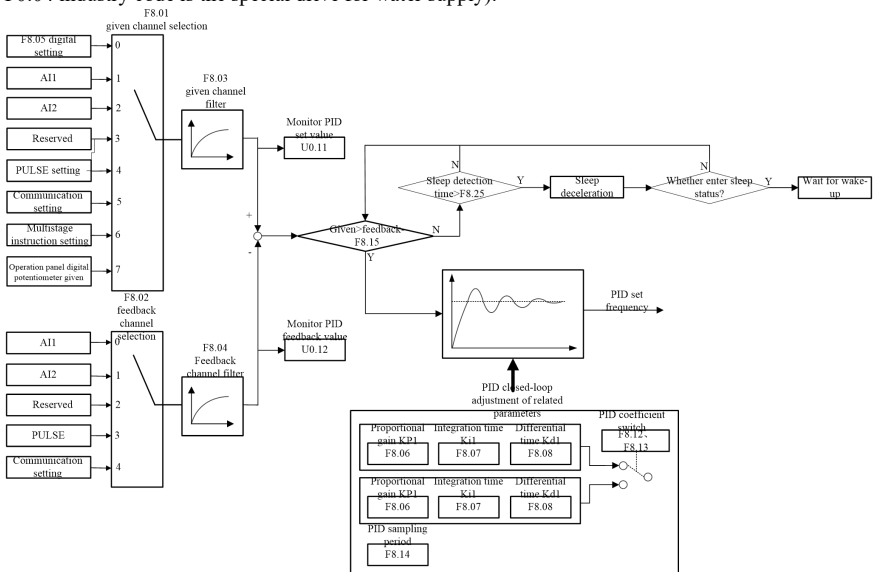 F8.01
given channel selection
F8.05 digital
setting
0
AI1
1
AI2
2
Reserved
3
PULSE setting
4
Communication
setting
5
Multistage
instruction setting
6
Operation panel digital
potentiometer given
7
F8.03
given channel
filter
Monitor PID
set value
U0.11
+
-
Given>feedback-
F8.15
N
Y
Sleep detection
time>F8.25
N
Y
Sleep
deceleration
Whether enter sleep
status?
N
Y
Wait for wake-
up
F8.02
feedback
channel
selection
AI1
0
AI2
1
Reserved
2
PULSE
3
Communication
setting
4
F8.04
Feedback
channel filter
Monitor PID
feedback value
U0.12
PID set
frequency
PID closed-loop
adjustment of related
parameters
Proportional
gain KP1
F8.06
Integration time
Ki1
F8.07
Differential
time Kd1
F8.08
PID coefficient
switch
F8.12、
F8.13
Proportional
gain KP1
F8.06
Integration time
Ki1
F8.07
Differential
time Kd1
F8.08
PID sampling
period
F8.14